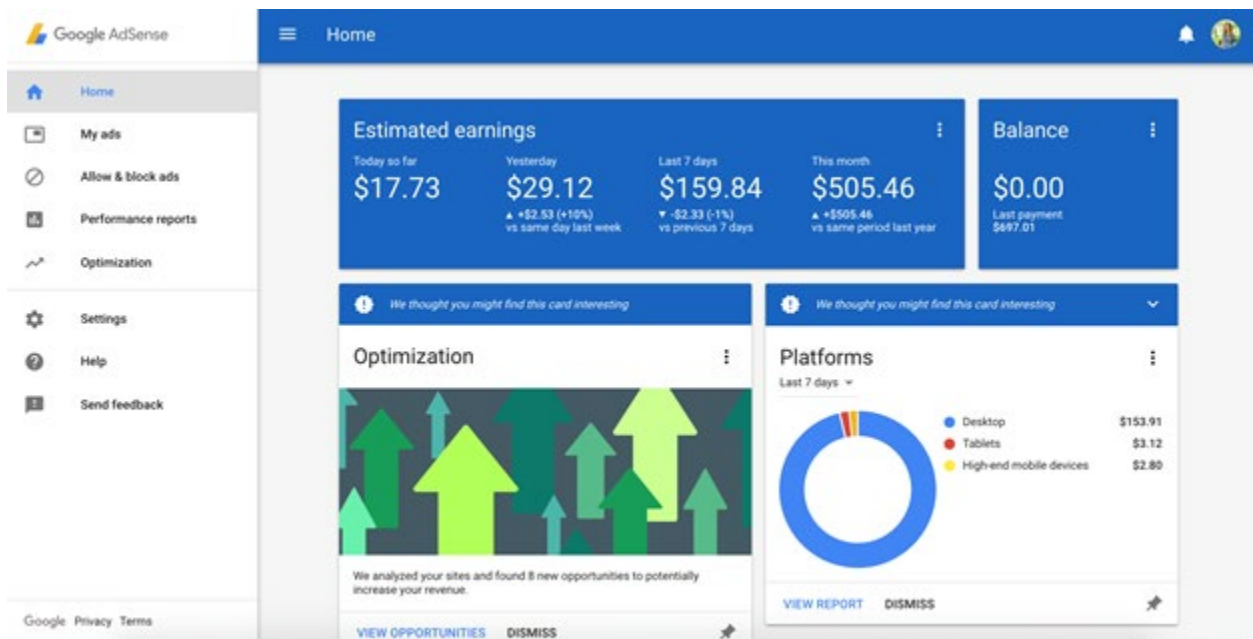 Google AdSense
Home
Home
My ads
Allow & block ads
Performance reports
Optimization
Settings
Help
Send feedback
Google Privacy Terms
Estimated earnings
Today so far
$17.73
Yesterday
$29.12
▲ +$2.53 (+10%)
vs same day last week
Last 7 days
$159.84
▼ -$2.33 (-1%)
vs previous 7 days
This month
$505.46
▲ +$505.46
vs same period last year
Balance
$0.00
Last payment
$697.01
We thought you might find this card interesting
Optimization
We analyzed your sites and found 8 new opportunities to potentially
increase your revenue.
VIEW OPPORTUNITIES DISMISS
We thought you might find this card interesting
Platforms
Last 7 days
Desktop $153.91
Tablets $3.12
High-end mobile devices $2.80
VIEW REPORT DISMISS